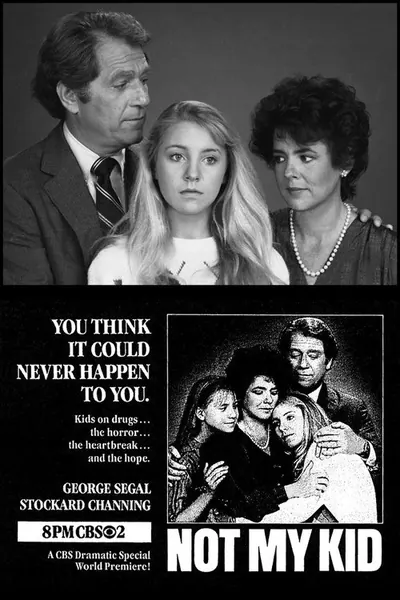 YOU THINK
IT COULD
NEVER HAPPEN
TO YOU.
Kids on drugs...
the horror...
the heartbreak...
and the hope.
GEORGE SEGAL
STOCKARD CHANNING
8PM CBS 2
A CBS Dramatic Special
World Premiere!
NOT MY KID